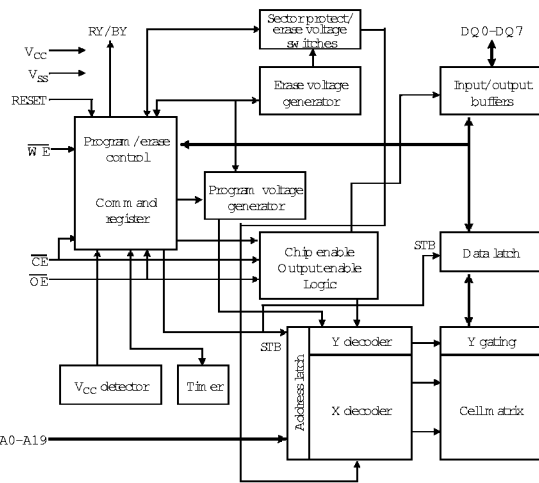 RY/BY
Sector protect/
erase voltage
switches
DQ0-DQ7
VCC
VSS
Erase voltage
generator
Input/output
buffers
RESET
Program/erase
control
WE
Command
register
Program voltage
generator
STB
Data latch
CE
OE
Chip enable
Output enable
Logic
STB
Address latch
Y decoder
Y gating
VCC detector
Timer
X decoder
Cell matrix
A0-A19